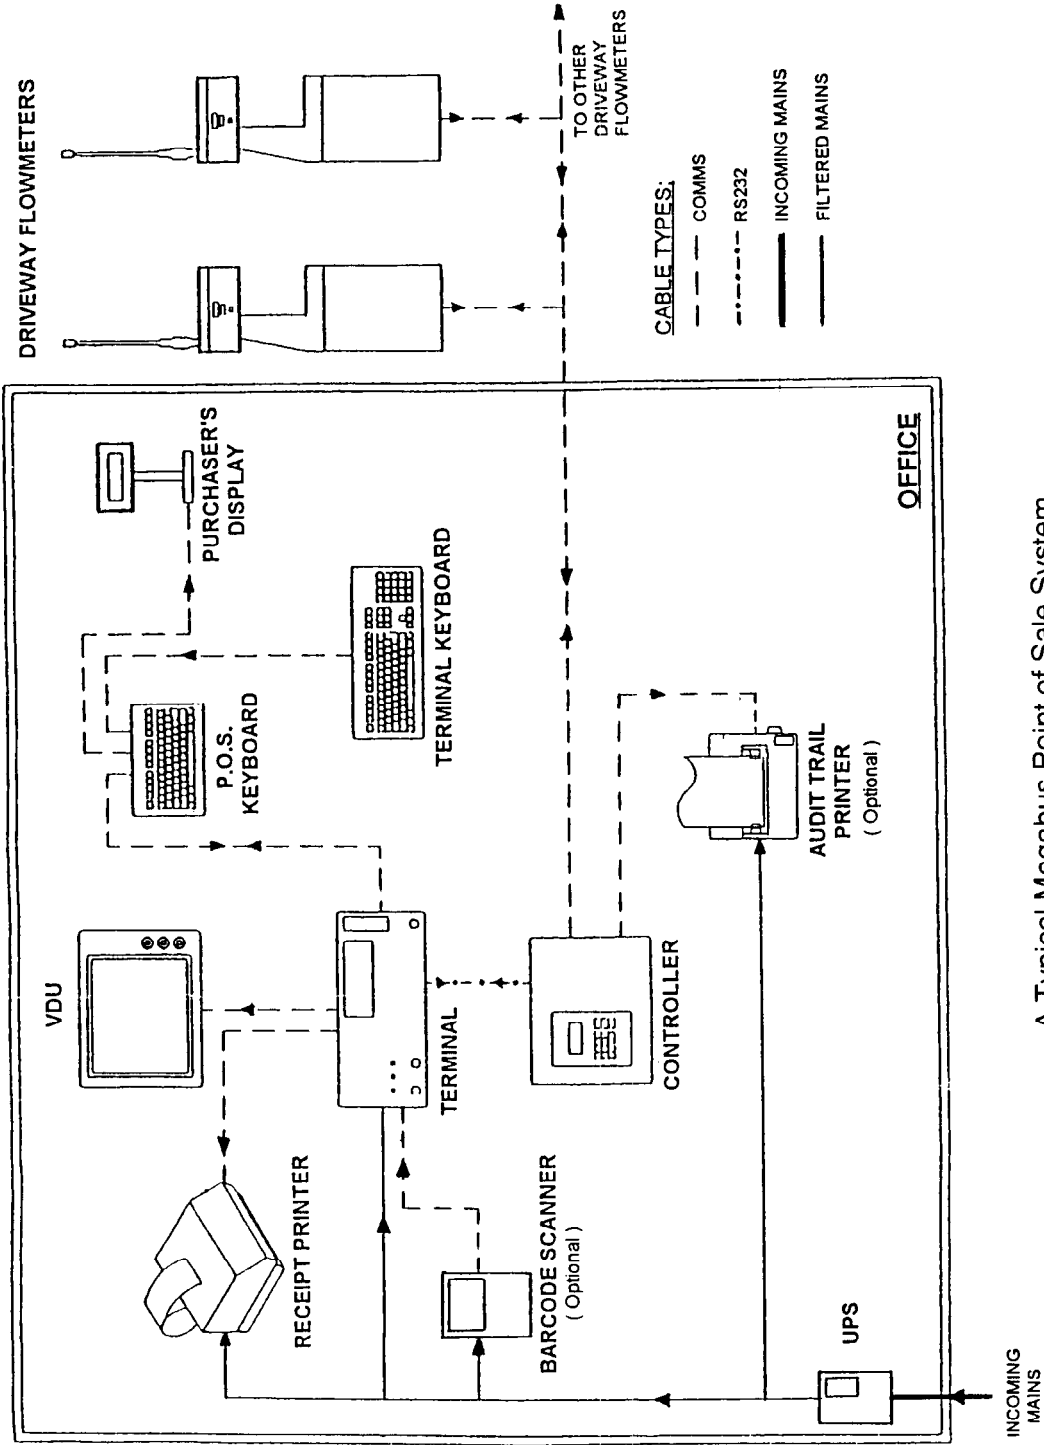 DRIVEWAY FLOWMETERS
TO OTHER
DRIVEWAY
FLOWMETERS
CABLE TYPES:
COMMS
RS232
INCOMING MAINS
FILTERED MAINS
PURCHASER'S
DISPLAY
P.O.S.
KEYBOARD
TERMINAL KEYBOARD
VDU
TERMINAL
CONTROLLER
RECEIPT PRINTER
BARCODE SCANNER
( Optional )
AUDIT TRAIL
PRINTER
( Optional )
OFFICE
UPS
INCOMING
MAINS
A Typical Megabus Point of Sale System